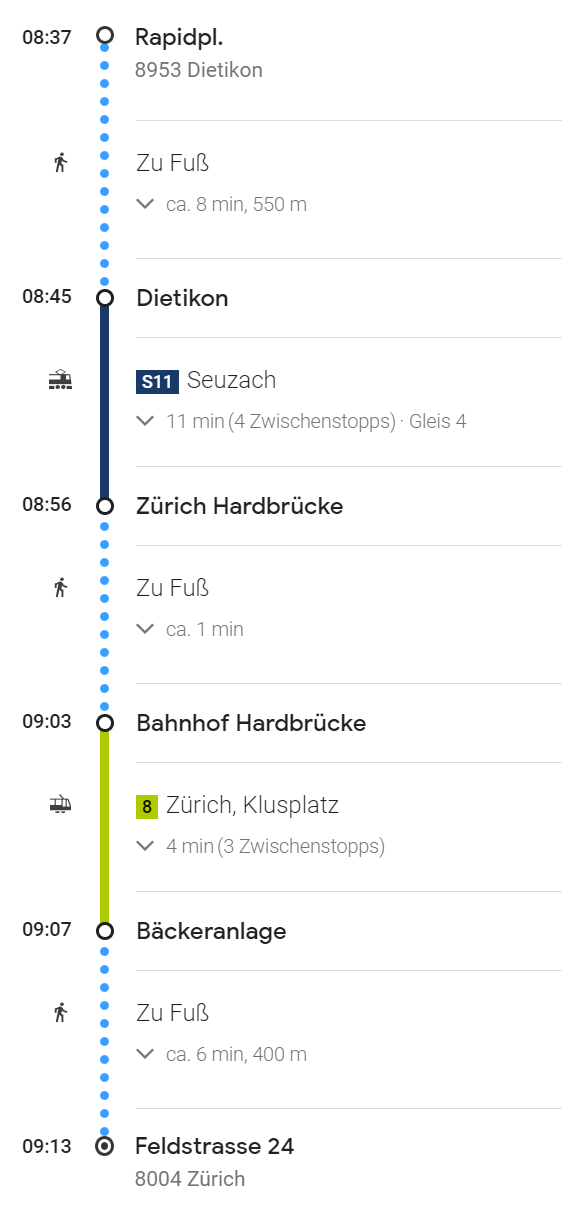 08:37 Rapidpl.
8953 Dietikon
Zu Fuß
ca. 8 min, 550 m
08:45 Dietikon
S11 Seuzach
11 min (4 Zwischenstopps) · Gleis 4
08:56 Zürich Hardbrücke
Zu Fuß
ca. 1 min
09:03 Bahnhof Hardbrücke
8 Zürich, Klusplatz
4 min (3 Zwischenstopps)
09:07 Bäckeranlage
Zu Fuß
ca. 6 min, 400 m
09:13 Feldstrasse 24
8004 Zürich